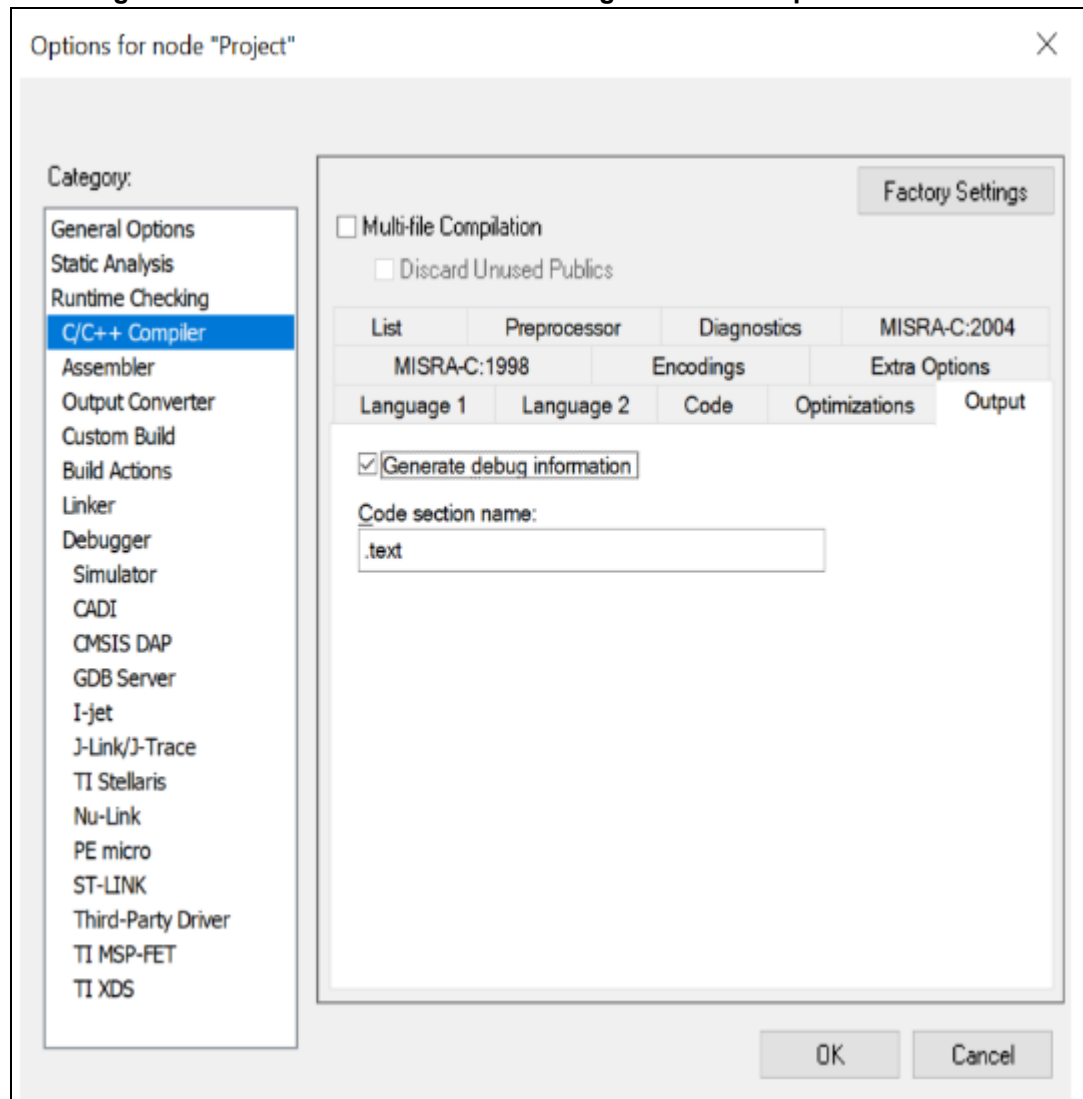 Options for node "Project"
Category:
General Options
Static Analysis
Runtime Checking
C/C++ Compiler
Assembler
Output Converter
Custom Build
Build Actions
Linker
Debugger
Simulator
CADI
CMSIS DAP
GDB Server
I-jet
J-Link/J-Trace
TI Stellaris
Nu-Link
PE micro
ST-LINK
Third-Party Driver
TI MSP-FET
TI XDS
Factory Settings
Multi-file Compilation
Discard Unused Publics
List Preprocessor Diagnostics MISRA-C:2004
MISRA-C:1998 Encodings Extra Options
Language 1 Language 2 Code Optimizations Output
Generate debug information
Code section name:
.text
OK Cancel